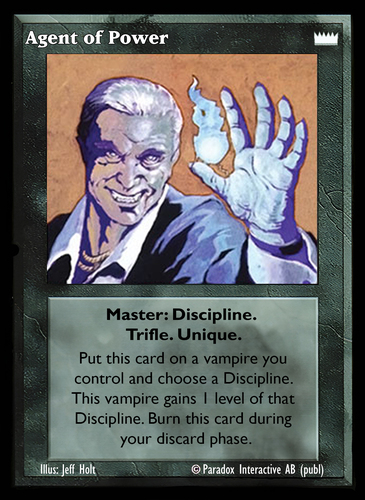 Agent of Power
Master: Discipline.
Trifle. Unique.
Put this card on a vampire you
control and choose a Discipline.
This vampire gains 1 level of that
Discipline. Burn this card during
your discard phase.
Illus: Jeff Holt
© Paradox Interactive AB (publ)